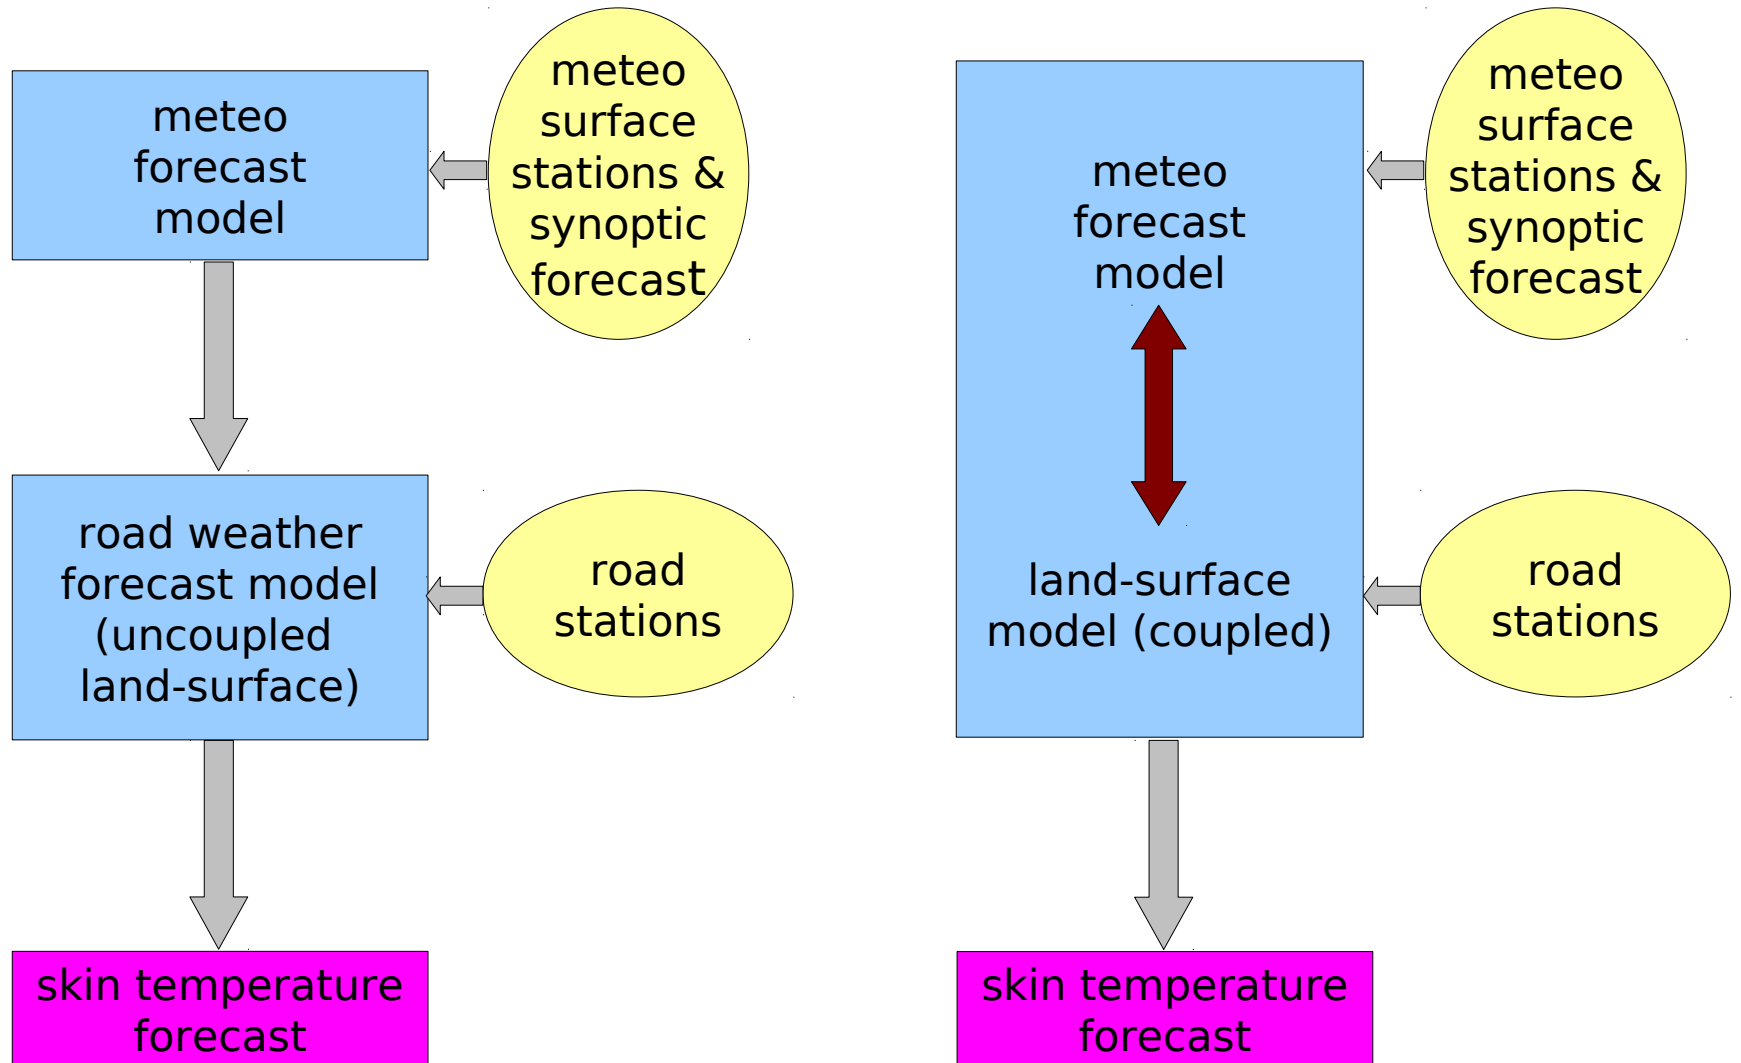 meteo
forecast
model
meteo
surface
stations &
synoptic
forecast
road weather
forecast model
(uncoupled
land-surface)
road
stations
skin temperature
forecast
meteo
forecast
model
meteo
surface
stations &
synoptic
forecast
land-surface
model (coupled)
road
stations
skin temperature
forecast